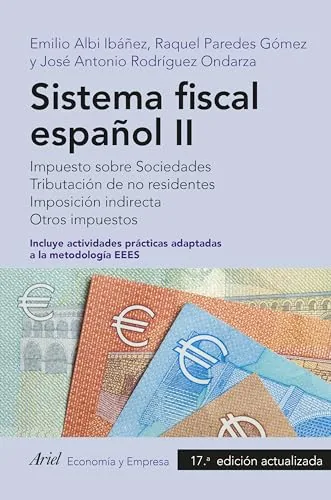 Emilio Albi Ibáñez, Raquel Paredes Gómez
y José Antonio Rodríguez Ondarza
Sistema fiscal
español II
Impuesto sobre Sociedades
Tributación de no residentes
Imposición indirecta
Otros impuestos
Incluye actividades prácticas adaptadas
a la metodología EEES
Ariel Economía y Empresa
17.ª edición actualizada